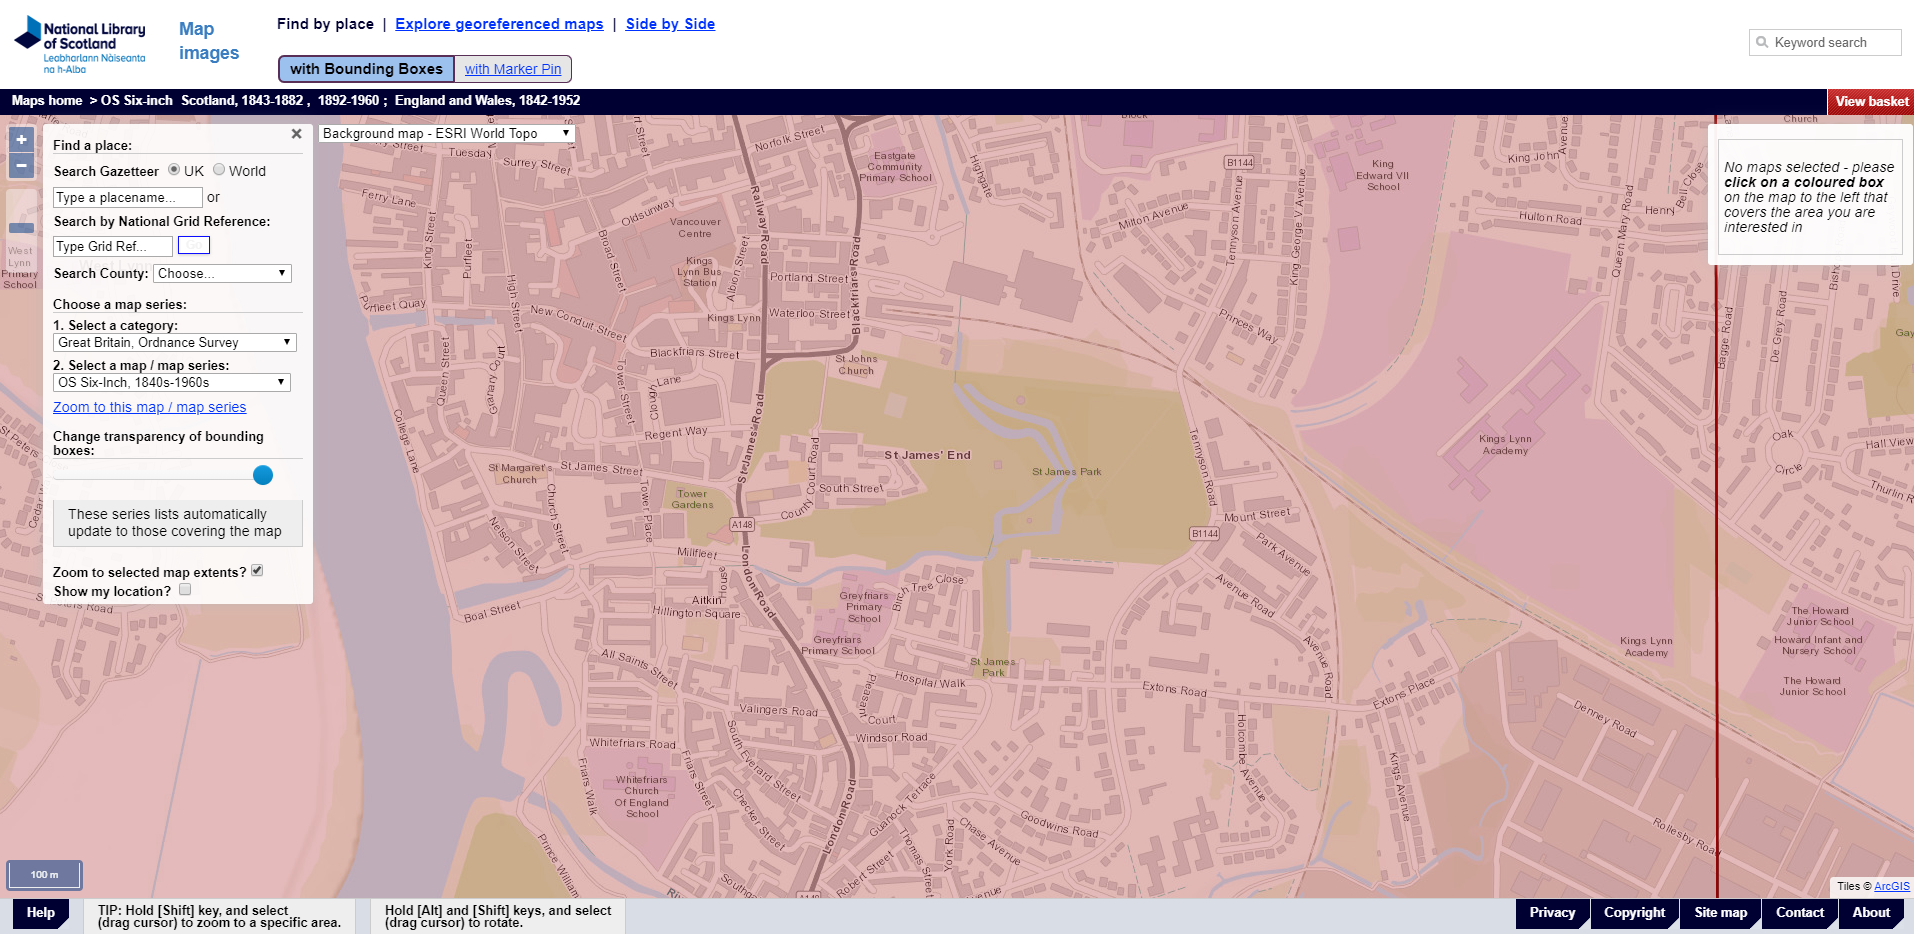 National Library
of Scotland
Leabharlann Nàiseanta
na h-Alba
Map
images
Find by place | Explore georeferenced maps | Side by Side
with Bounding Boxes with Marker Pin
Keyword search
Maps home > OS Six-inch Scotland, 1843-1882 , 1892-1960 ; England and Wales, 1842-1952
View basket
+
−
Find a place:
Search Gazetteer UK World
Type a placename... or
Search by National Grid Reference:
Type Grid Ref... Go
Search County: Choose...
Choose a map series:
1. Select a category:
Great Britain, Ordnance Survey
2. Select a map / map series:
OS Six-Inch, 1840s-1960s
Zoom to this map / map series
Change transparency of bounding
boxes:
These series lists automatically
update to those covering the map
Zoom to selected map extents?
Show my location?
Background map - ESRI World Topo
No maps selected - please
click on a coloured box
on the map to the left that
covers the area you are
interested in
West
Lynn
Primary
School
Tuesday
Surrey Street
Norfolk Street
Ferry Lane
King Street
Purfleet
Oldsunway
Broad Street
Vancouver
Centre
Kings
Lynn Bus
Station
Albion Street
Railway Road
Portland Street
Blackfriars Road
Eastgate
Community
Primary School
Highgate
Block
B1144
Milton Avenue
Tennyson Avenue
King George V Avenue
King
Edward VII
School
Church
King John
Avenue
Hulton Road
Henry
Bell Close
Queen Mary Road
Purfleet Quay
High Street
New Conduit Street
Kings Lynn
Waterloo Street
Blackfriars Street
St Johns
Church
Princes Way
Bagge Road
De Grey Road
Drive
Queen Street
Granary Court
Tower Street
Clough
Lane
Regent Way
St James' Road
College Lane
St Margaret's
Church
St James Street
Church Street
Tower Place
Tower
Gardens
County Court Road
South Street
St James' End
St James Park
Tennyson Road
Kings Lynn
Academy
Oak
Circle
Hall View
Thurlin R
St Peters
Nelson Street
A148
Millfleet
London Road
B1144
Mount Street
Park Avenue
Road
Boal Street
Aitkin
House
Hillington Square
Greyfriars
Primary
School
Birch Tree Close
Greyfriars
Primary School
Avenue Road
Avenue Road
The Howard
Junior School
Howard Infant and
Nursery School
Kings Lynn
Academy
The Howard
Junior School
All Saints Street
St James
Park
Hospital Walk
Pleasant
Court
Extons Road
Extons Place
Valingers Road
Windsor Road
Denney Road
Whitefriars Road
Friars Walk
Friars Street
South Everard Street
Holcombe Avenue
Kings Avenue
Whitefriars
Church
Of England
School
Checker Street
London Road
Guanock Terrace
Goodwins Road
Rollesby Road
Thomas Street
York Road
Chase Avenue
Prince William
Robert Street
A148
100 m
Tiles © ArcGIS
Help
TIP: Hold [Shift] key, and select
(drag cursor) to zoom to a specific area.
Hold [Alt] and [Shift] keys, and select
(drag cursor) to rotate.
Privacy Copyright Site map Contact About